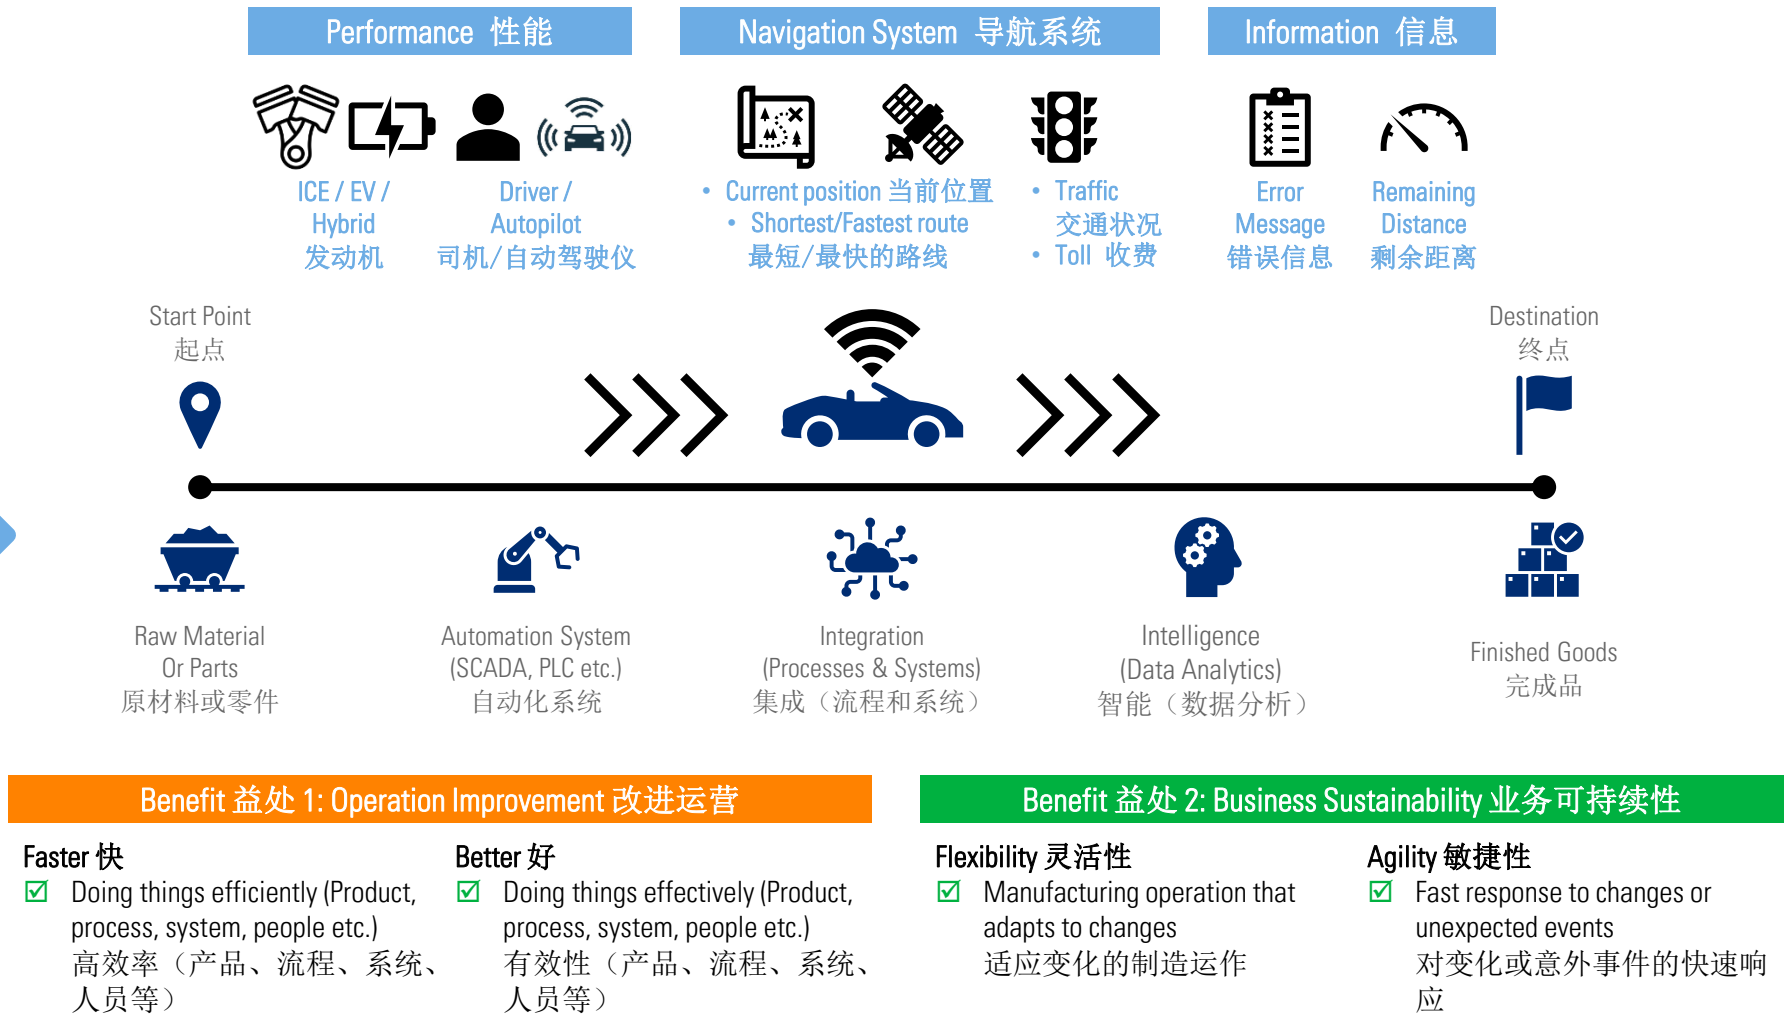 Performance 性能
Navigation System 导航系统
Information 信息
ICE / EV /
Hybrid
发动机
Driver /
Autopilot
司机/自动驾驶仪
• Current position 当前位置
• Shortest/Fastest route
最短/最快的路线
• Traffic
交通状况
• Toll 收费
Error
Message
错误信息
Remaining
Distance
剩余距离
Start Point
起点
Destination
终点
Raw Material
Or Parts
原材料或零件
Automation System
(SCADA, PLC etc.)
自动化系统
Integration
(Processes & Systems)
集成（流程和系统）
Intelligence
(Data Analytics)
智能（数据分析）
Finished Goods
完成品
Benefit 益处 1: Operation Improvement 改进运营
Faster 快
Doing things efficiently (Product,
process, system, people etc.)
高效率（产品、流程、系统、
人员等）
Better 好
Doing things effectively (Product,
process, system, people etc.)
有效性（产品、流程、系统、
人员等）
Benefit 益处 2: Business Sustainability 业务可持续性
Flexibility 灵活性
Manufacturing operation that
adapts to changes
适应变化的制造运作
Agility 敏捷性
Fast response to changes or
unexpected events
对变化或意外事件的快速响
应